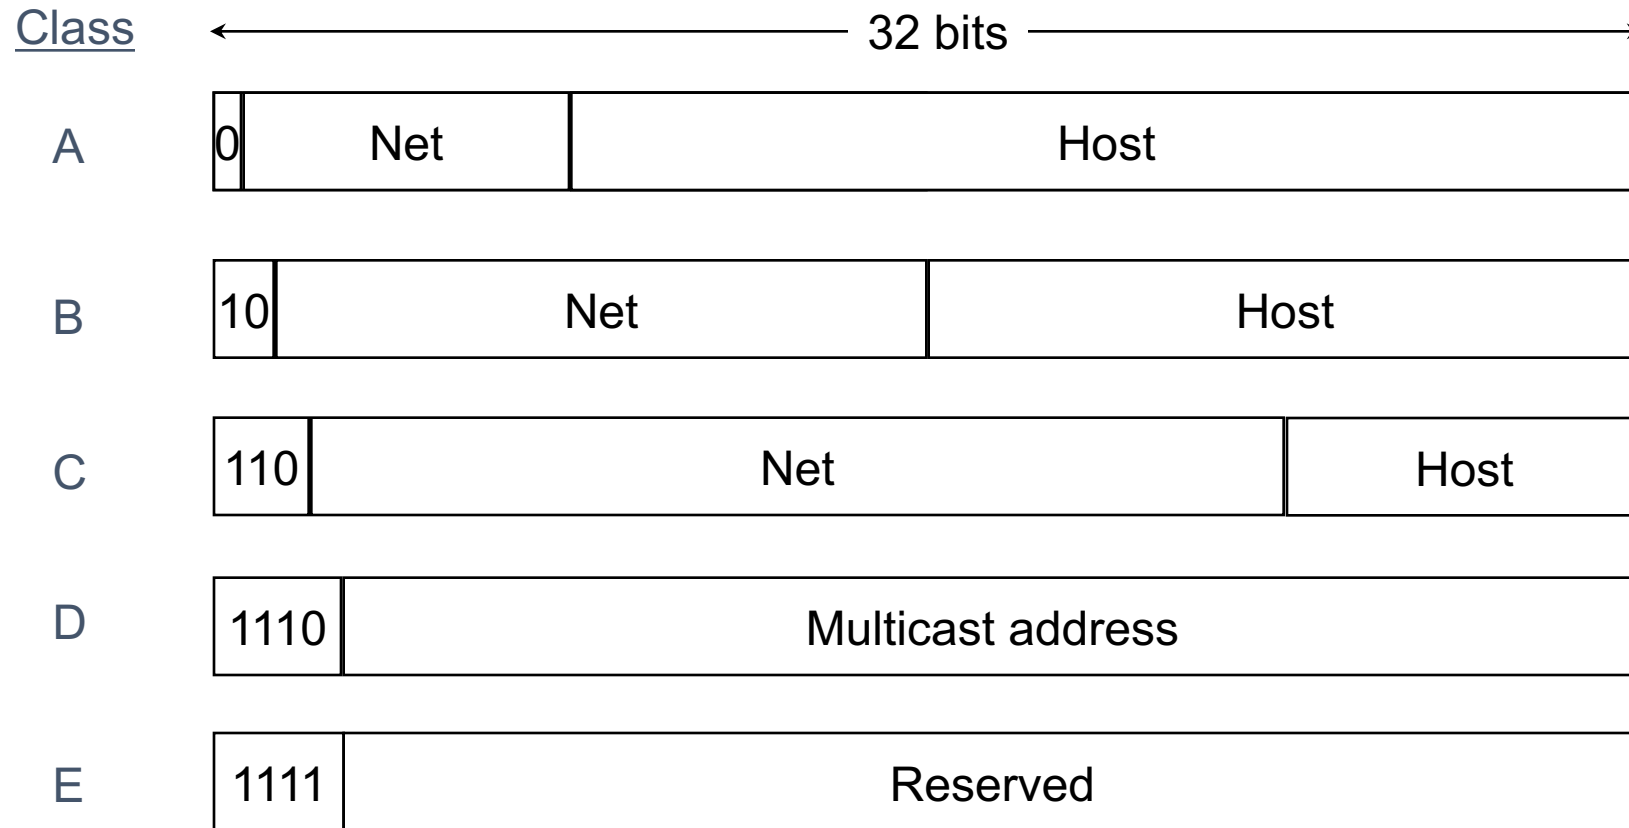 Class 32 bits
A 0 Net Host
B 10 Net Host
C 110 Net Host
D 1110 Multicast address
E 1111 Reserved